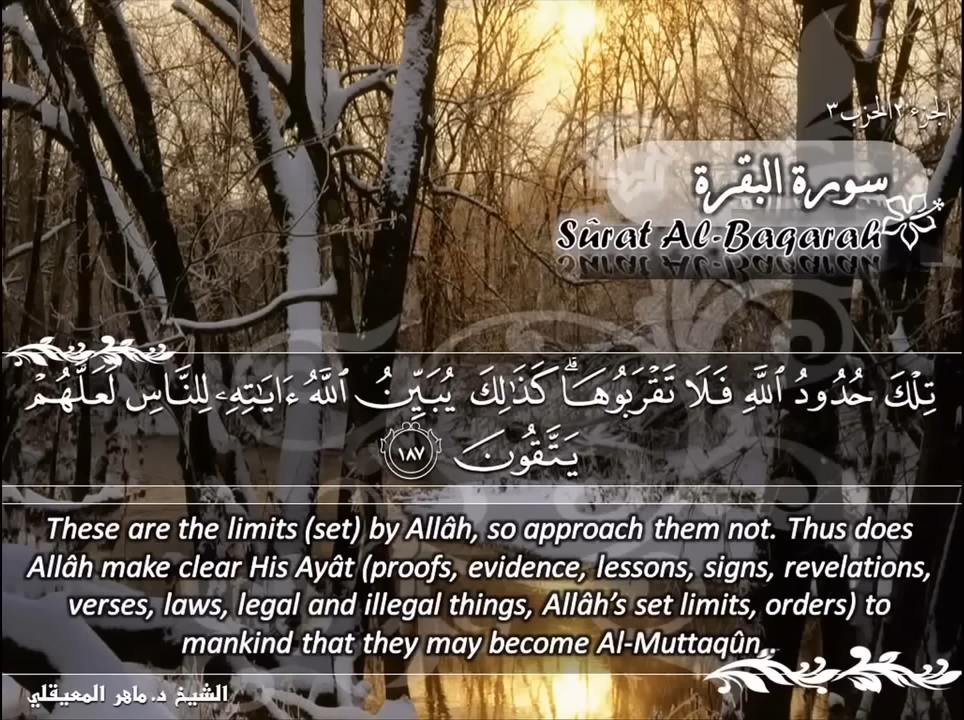 الجزء ٢ الحزب ٣
سورة البقرة
Sûrat Al-Baqarah
تِلْكَ حُدُودُ ٱللَّهِ فَلَا تَقْرَبُوهَا ۗ كَذَٰلِكَ يُبَيِّنُ ٱللَّهُ ءَايَـٰتِهِۦ لِلنَّاسِ لَعَلَّهُمْ
يَتَّقُونَ ١٨٧
These are the limits (set) by Allâh, so approach them not. Thus does
Allâh make clear His Ayât (proofs, evidence, lessons, signs, revelations,
verses, laws, legal and illegal things, Allâh’s set limits, orders) to
mankind that they may become Al-Muttaqûn.
الشيخ د. ماهر المعيقلي